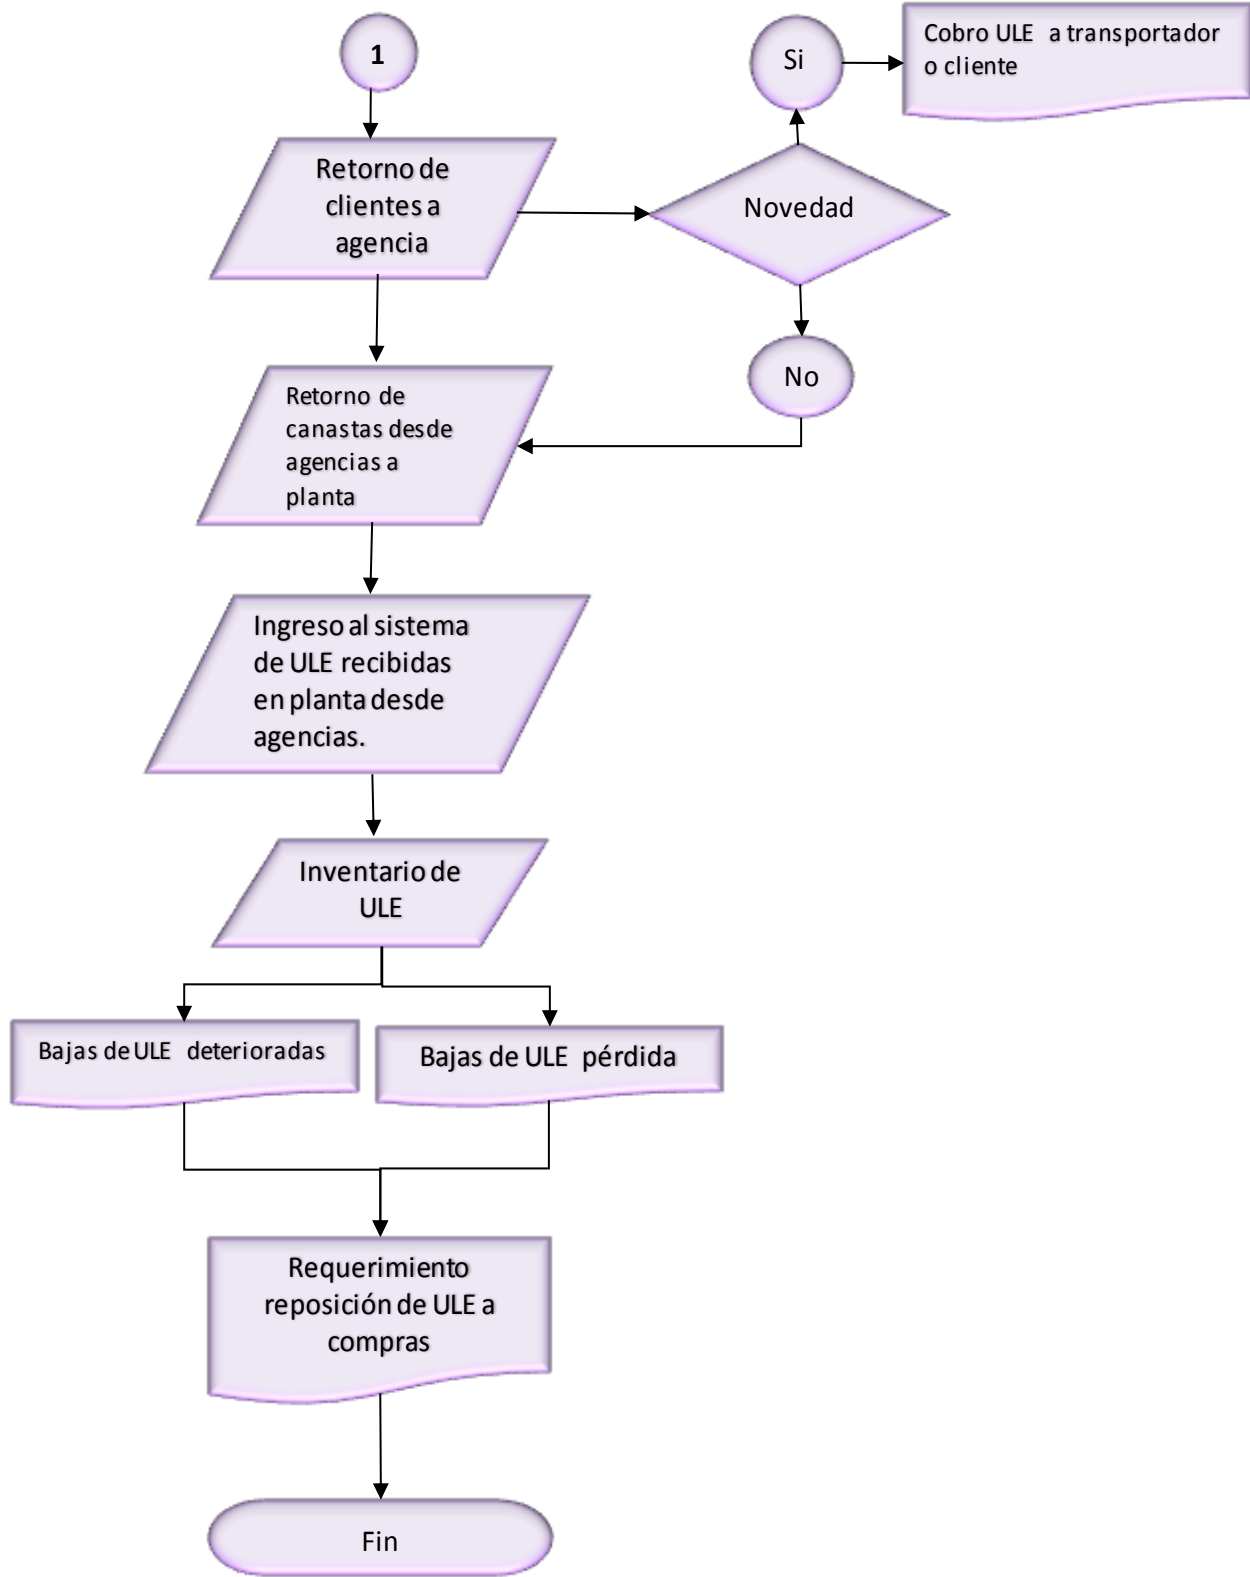 1
Si
Cobro ULE a transportador
o cliente
Retorno de
clientes a
agencia
Novedad
No
Retorno de
canastas desde
agencias a
planta
Ingreso al sistema
de ULE recibidas
en planta desde
agencias.
Inventario de
ULE
Bajas de ULE deterioradas
Bajas de ULE pérdida
Requerimiento
reposición de ULE a
compras
Fin